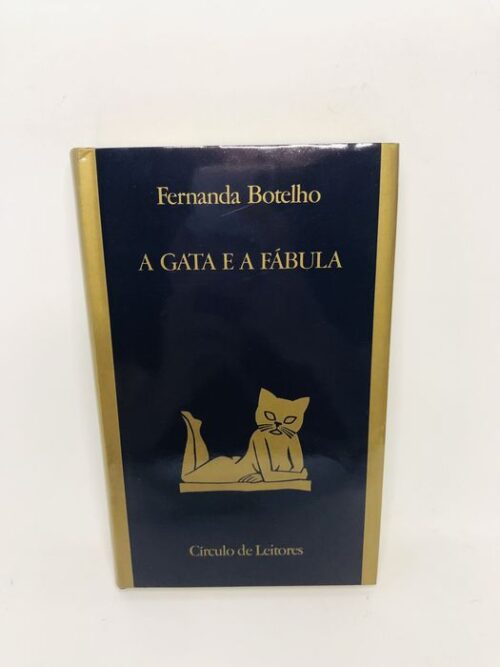 Fernanda Botelho
A GATA E A FÁBULA
Círculo de Leitores